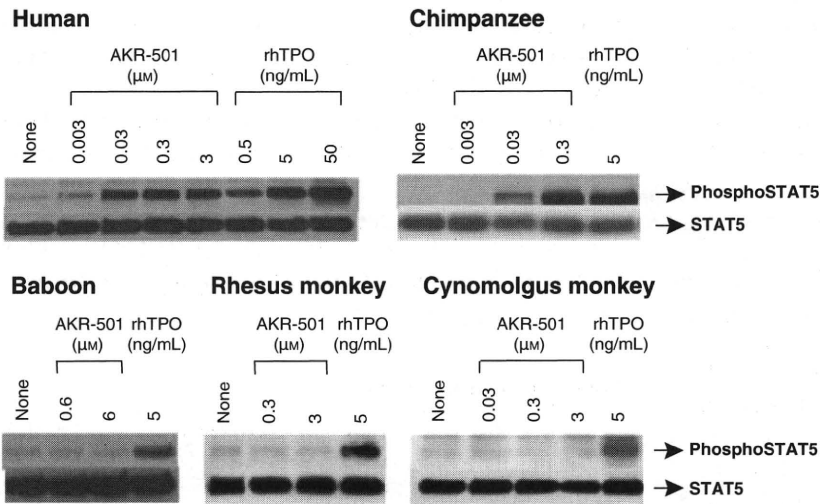 Human
AKR-501
(μM)
rhTPO
(ng/mL)
None 0.003 0.03 0.3 3 0.5 5 50
Chimpanzee
AKR-501
(μM)
rhTPO
(ng/mL)
None 0.003 0.03 0.3 5
PhosphoSTAT5
STAT5
Baboon
AKR-501
(μM)
rhTPO
(ng/mL)
None 0.6 6 5
Rhesus monkey
AKR-501
(μM)
rhTPO
(ng/mL)
None 0.3 3 5
Cynomolgus monkey
AKR-501
(μM)
rhTPO
(ng/mL)
None 0.03 0.3 3 5
PhosphoSTAT5
STAT5